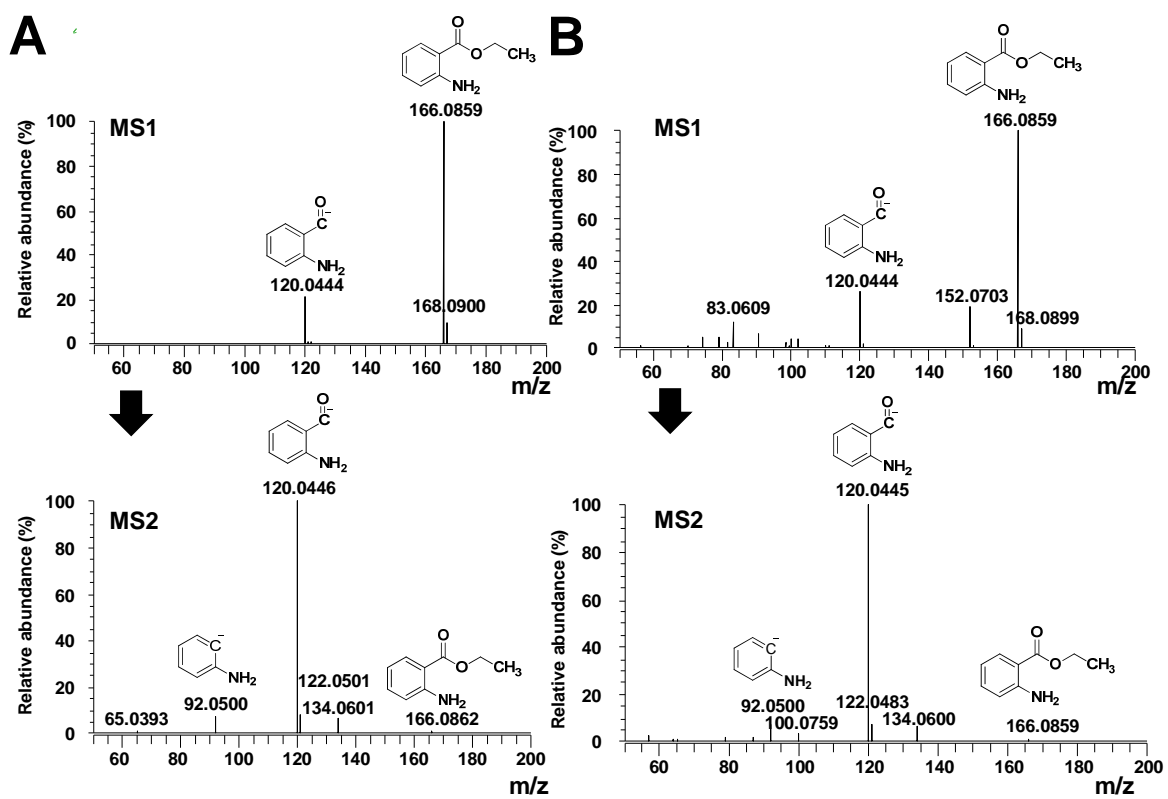 A
MS1
Relative abundance (%)
100
80
60
40
20
0
60 80 100 120 140 160 180 200
m/z
O
O
CH3
NH2
166.0859
O
C–
NH2
120.0444
168.0900
B
MS1
Relative abundance (%)
100
80
60
40
20
0
60 80 100 120 140 160 180 200
m/z
O
O
CH3
NH2
166.0859
O
C–
NH2
120.0444
83.0609
152.0703
168.0899
MS2
Relative abundance (%)
100
80
60
40
20
0
60 80 100 120 140 160 180 200
m/z
O
C–
NH2
120.0446
C–
NH2
92.0500
65.0393
122.0501
134.0601
O
O
CH3
NH2
166.0862
MS2
Relative abundance (%)
100
80
60
40
20
0
60 80 100 120 140 160 180 200
m/z
O
C–
NH2
120.0445
C–
NH2
92.0500
100.0759
122.0483
134.0600
O
O
CH3
NH2
166.0859